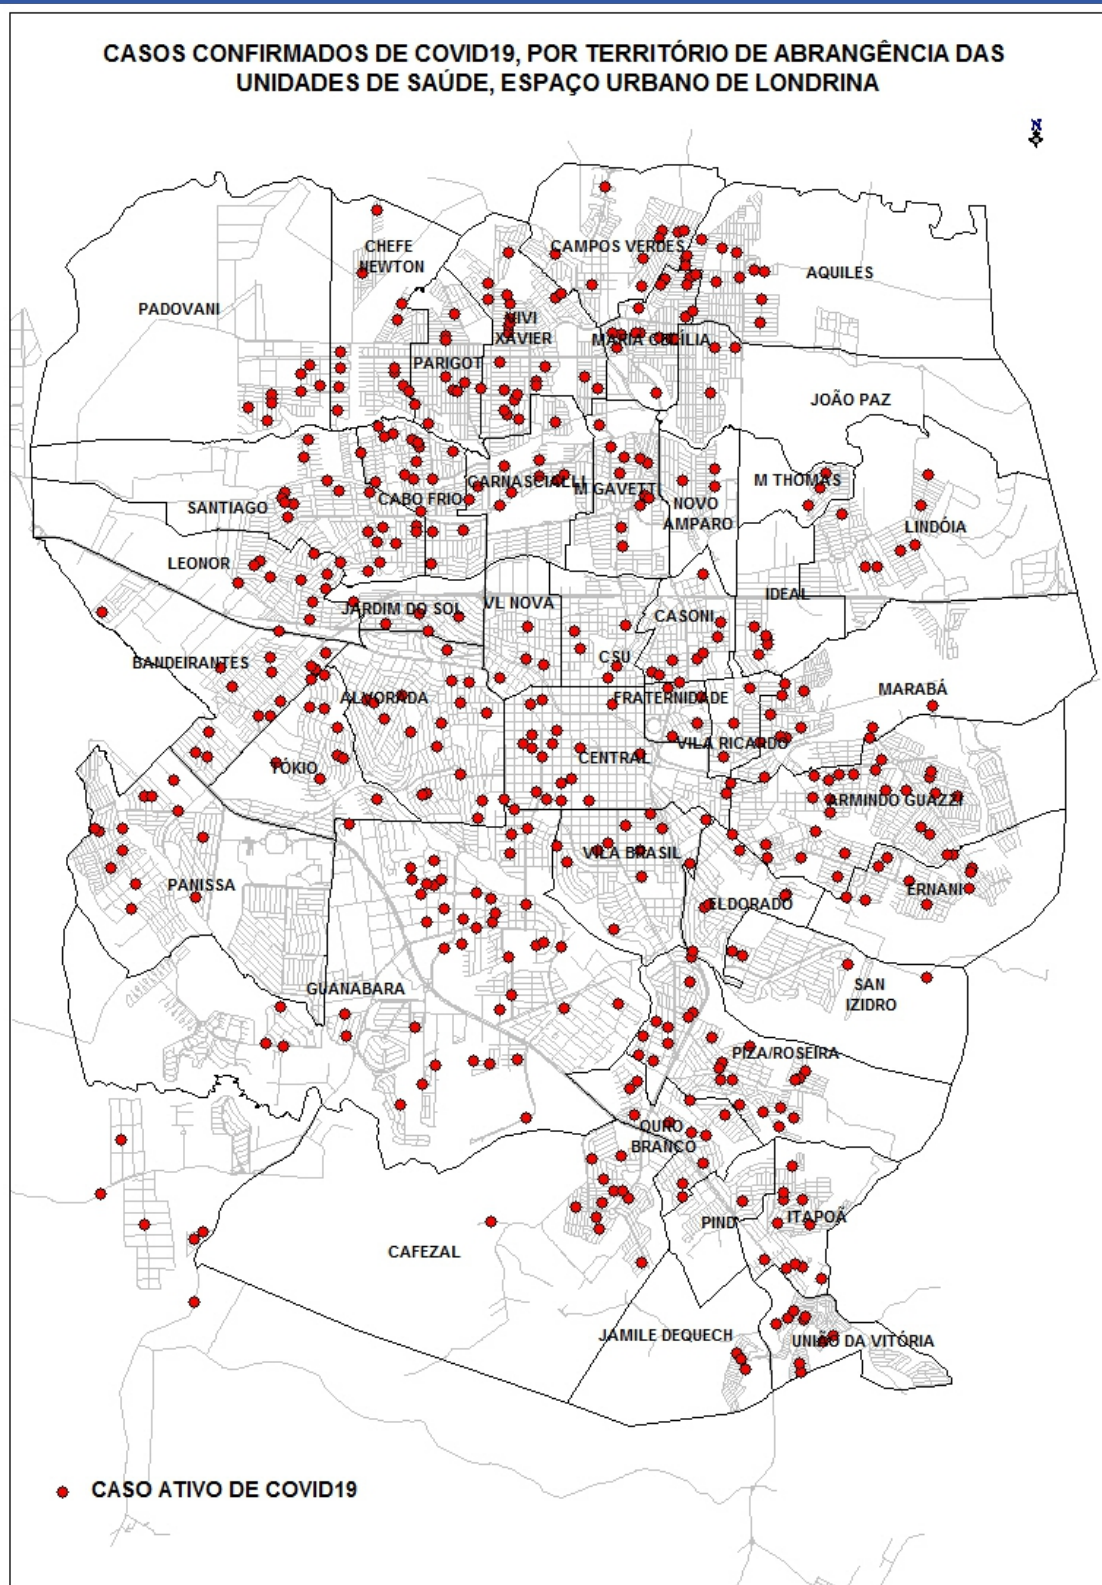 CASOS CONFIRMADOS DE COVID19, POR TERRITÓRIO DE ABRANGÊNCIA DAS
UNIDADES DE SAÚDE, ESPAÇO URBANO DE LONDRINA
N
CHEFE
NEWTON
CAMPOS VERDES
AQUILES
PADOVANI
VIVI
XAVIER
MARIA CECILIA
PARIGOT
JOÃO PAZ
CARNASCIALLI
M GAVETTI
M THOMAS
SANTIAGO
CABO FRIO
NOVO
AMPARO
LINDÓIA
LEONOR
IDEAL
JARDIM DO SOL
VL NOVA
CASONI
BANDEIRANTES
CSU
ALVORADA
FRATERNIDADE
MARABÁ
VILA RICARDO
TÓKIO
CENTRAL
ARMINDO GUAZZI
VILA BRASIL
PANISSA
ERNANI
ELDORADO
GUANABARA
SAN
IZIDRO
PIZA/ROSEIRA
OURO
BRANCO
PIND
ITAPOÃ
CAFEZAL
JAMILE DEQUECH
UNIÃO DA VITÓRIA
CASO ATIVO DE COVID19